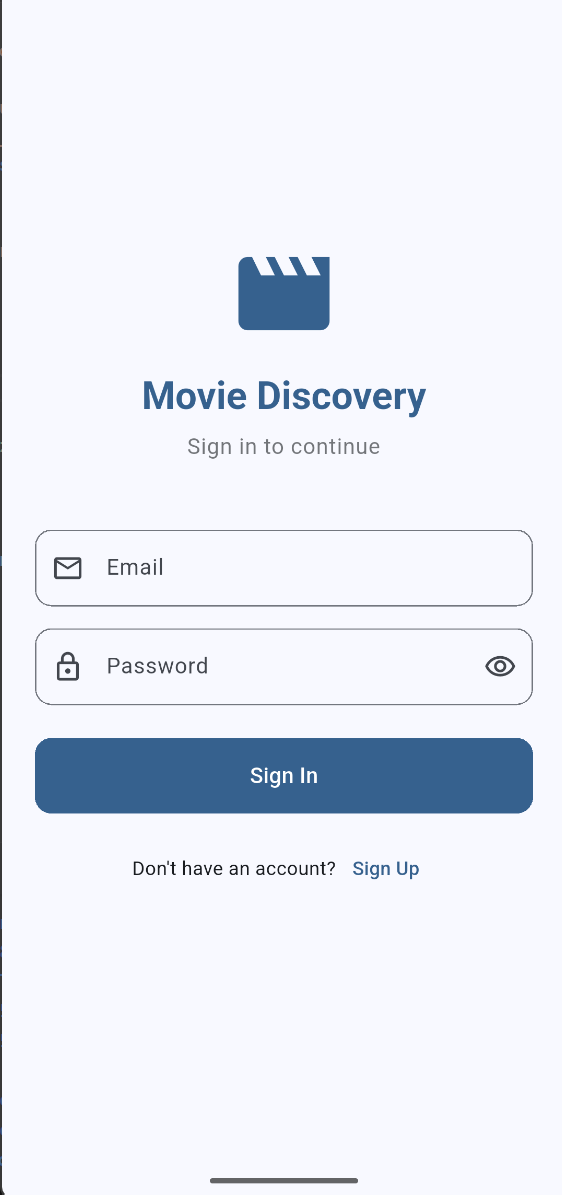 Movie Discovery
Sign in to continue
Email
Password
Sign In
Don't have an account? Sign Up